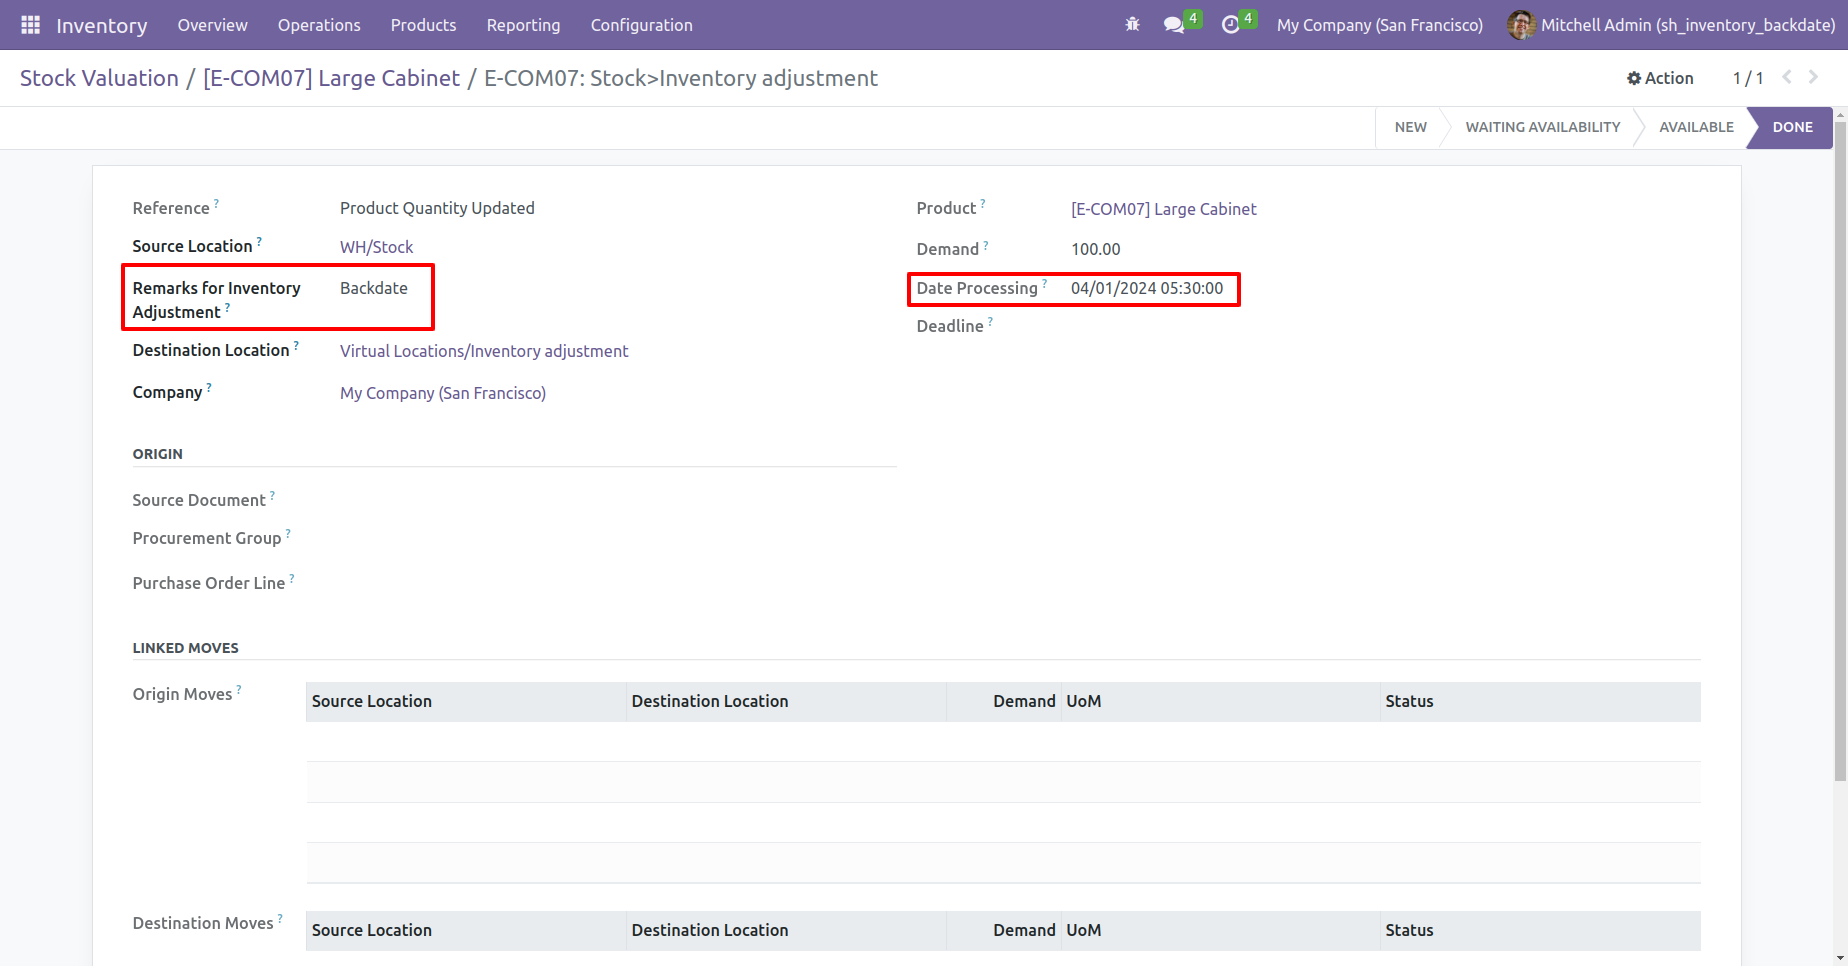 Inventory Overview Operations Products Reporting Configuration 4 4 My Company (San Francisco) Mitchell Admin (sh_inventory_backdate)
Stock Valuation / [E-COM07] Large Cabinet / E-COM07: Stock>Inventory adjustment Action 1 / 1
NEW WAITING AVAILABILITY AVAILABLE DONE
Reference ? Product Quantity Updated
Source Location ? WH/Stock
Remarks for Inventory Adjustment ? Backdate
Destination Location ? Virtual Locations/Inventory adjustment
Company ? My Company (San Francisco)
Product ? [E-COM07] Large Cabinet
Demand ? 100.00
Date Processing ? 04/01/2024 05:30:00
Deadline ?
ORIGIN
Source Document ?
Procurement Group ?
Purchase Order Line ?
LINKED MOVES
Origin Moves ? Source Location Destination Location Demand UoM Status
Destination Moves ? Source Location Destination Location Demand UoM Status